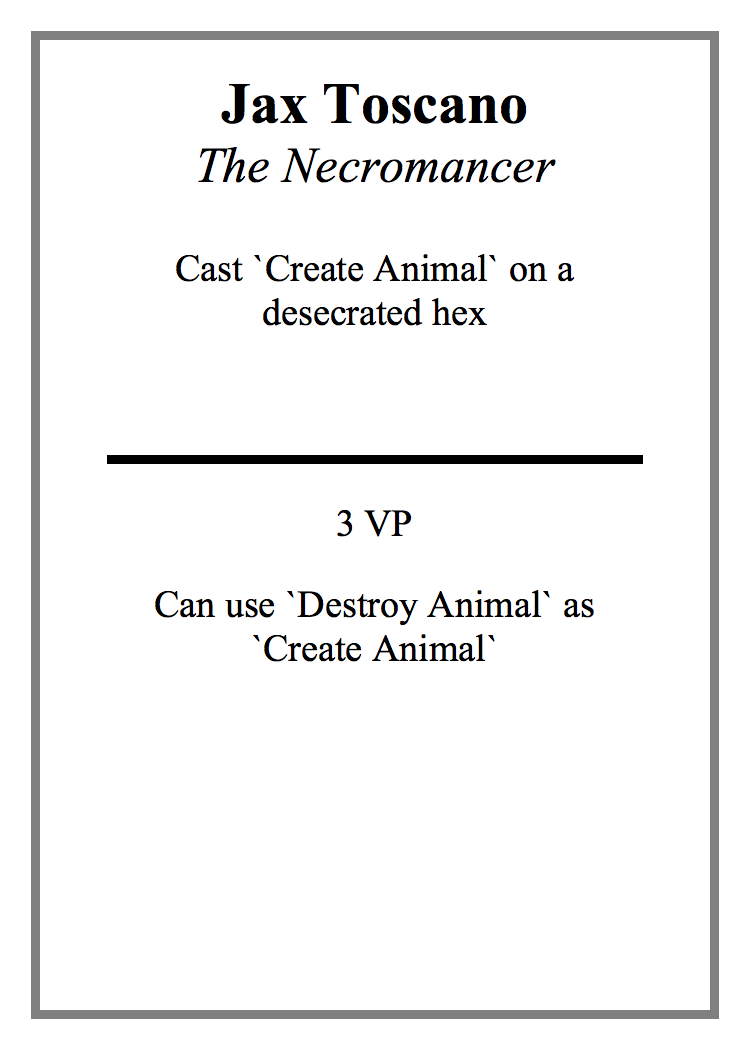 Jax Toscano
The Necromancer
Cast `Create Animal` on a
desecrated hex
3 VP
Can use `Destroy Animal` as
`Create Animal`